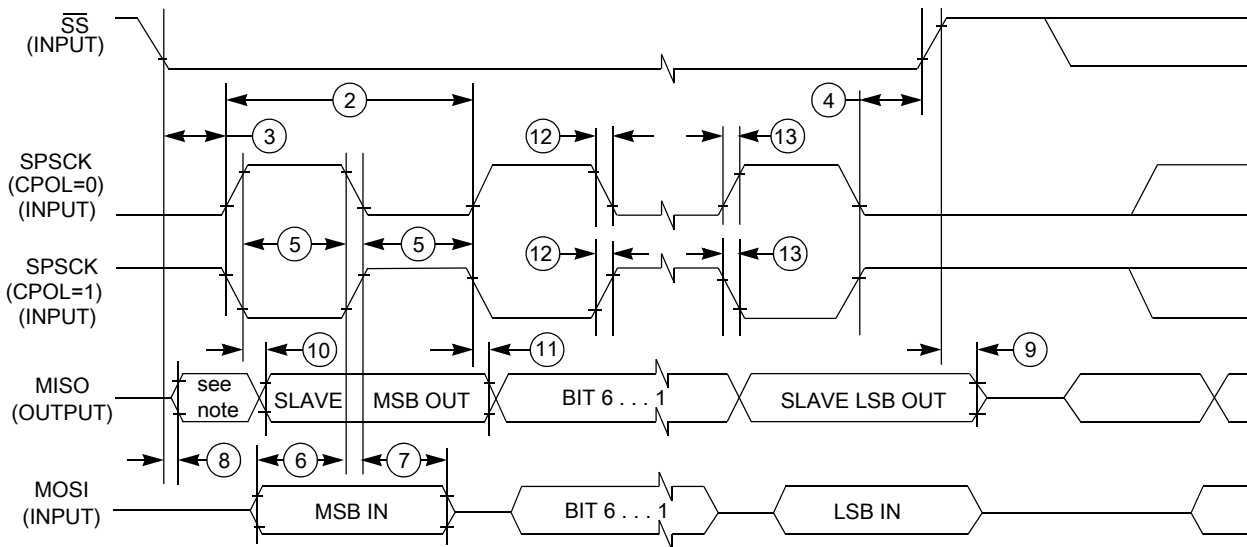 SS
(INPUT)
2
4
3
12
13
SPSCK
(CPOL=0)
(INPUT)
5
5
12
13
SPSCK
(CPOL=1)
(INPUT)
10
11
9
MISO
(OUTPUT)
see
note
SLAVE
MSB OUT
BIT 6 . . . 1
SLAVE LSB OUT
8
6
7
MOSI
(INPUT)
MSB IN
BIT 6 . . . 1
LSB IN